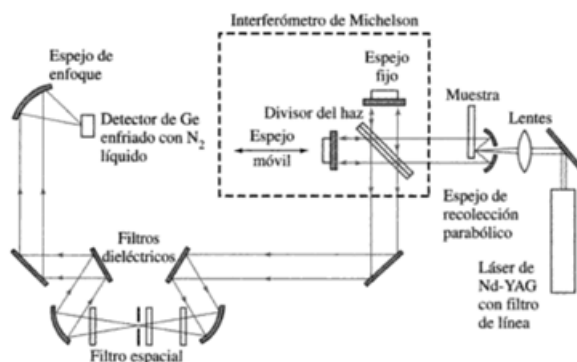 Interferómetro de Michelson
Espejo de
enfoque
Espejo
fijo
Detector de Ge
enfriado con N2
líquido
Divisor del haz
Espejo
móvil
Muestra
Lentes
Espejo de
recolección
parabólico
Filtros
dieléctricos
Láser de
Nd-YAG
con filtro
de línea
Filtro espacial